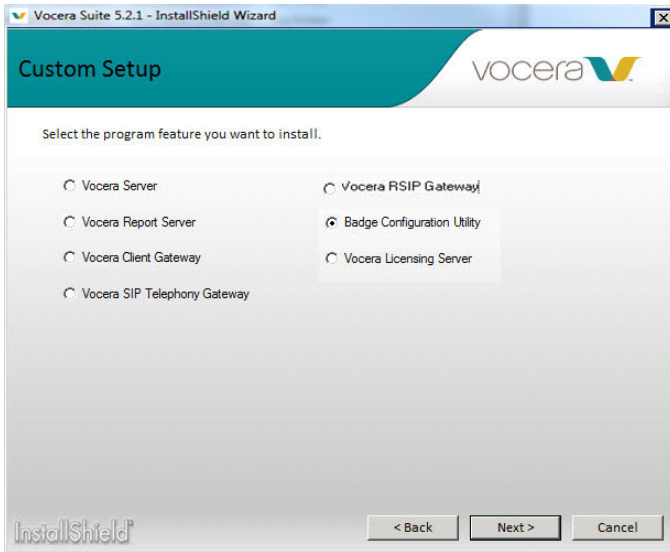 Vocera Suite 5.2.1 - InstallShield Wizard
Custom Setup
vocera
Select the program feature you want to install.
Vocera Server
Vocera RSIP Gateway
Vocera Report Server
Badge Configuration Utility
Vocera Client Gateway
Vocera Licensing Server
Vocera SIP Telephony Gateway
InstallShield
< Back
Next >
Cancel